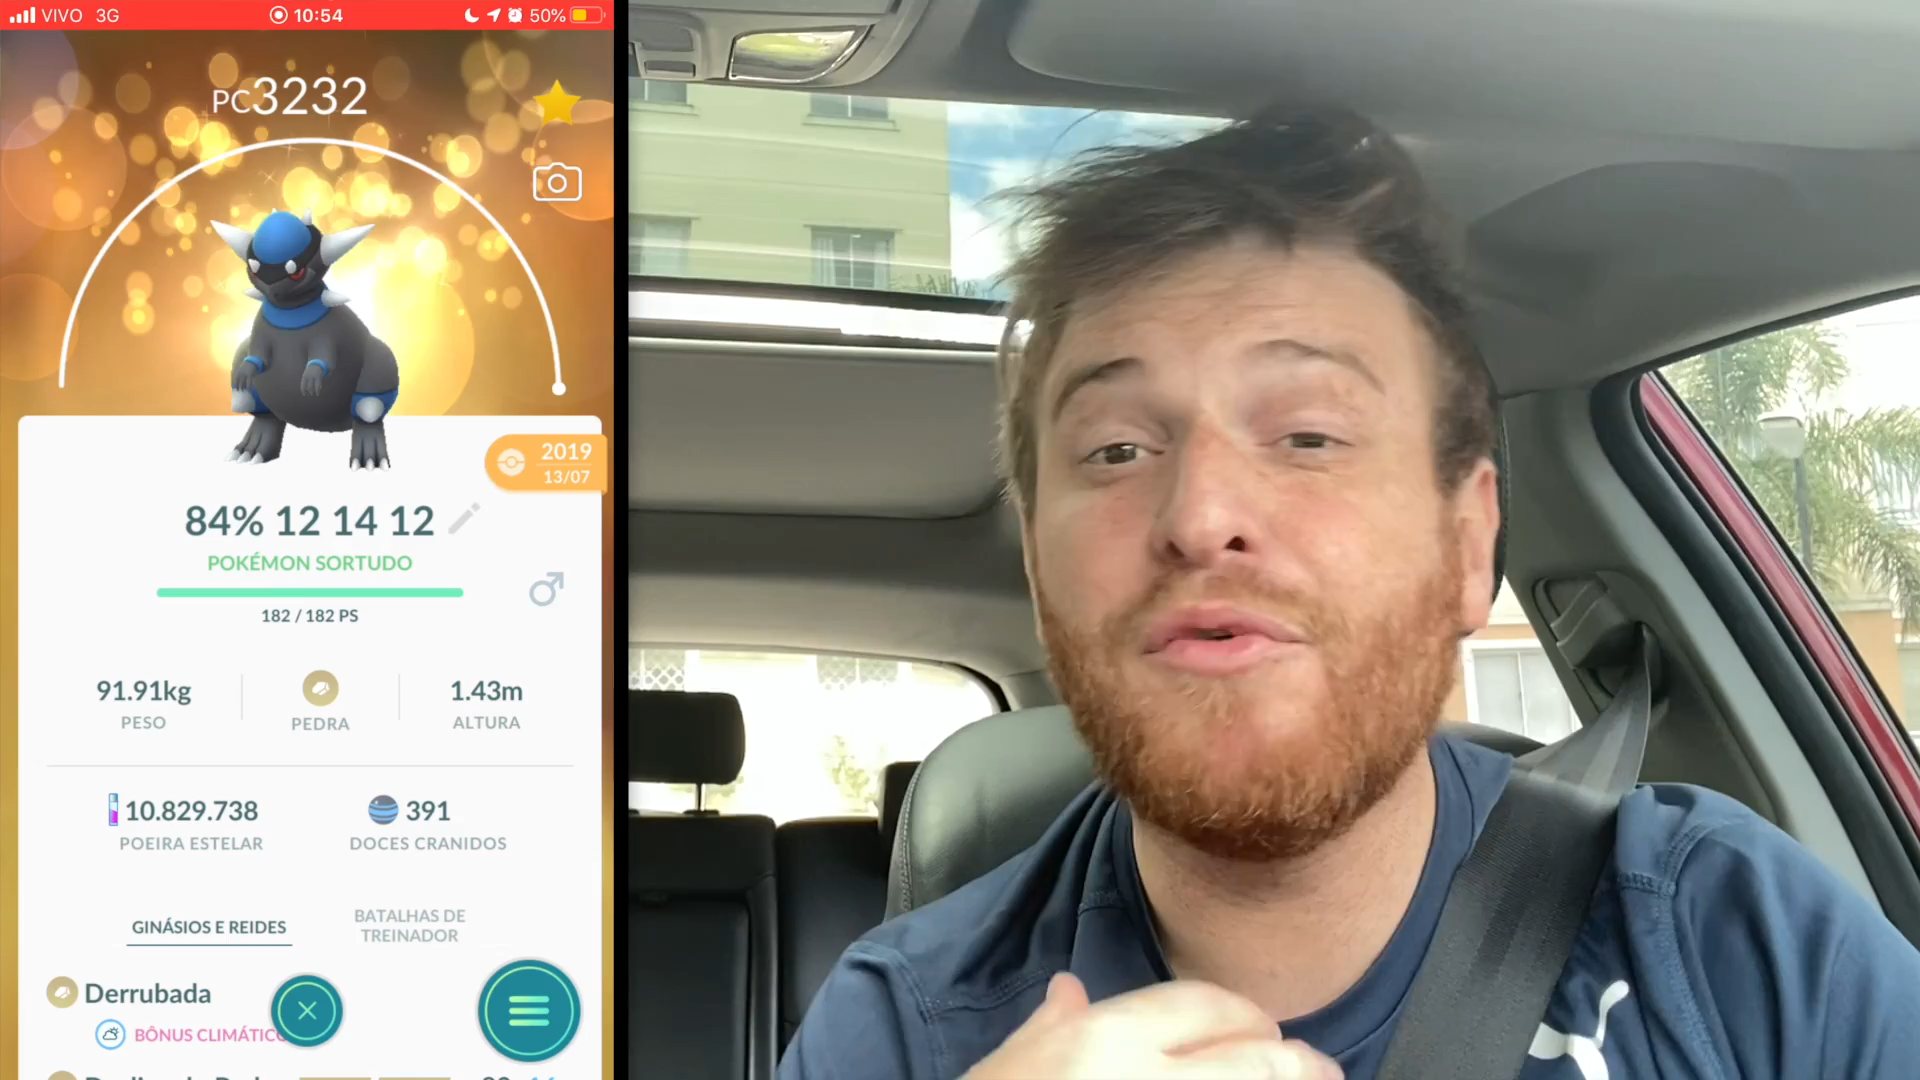 VIVO 3G 10:54 50%
PC3232
2019
13/07
84% 12 14 12
POKÉMON SORTUDO
182 / 182 PS
91.91kg
PESO
PEDRA
1.43m
ALTURA
10.829.738
POEIRA ESTELAR
391
DOCES CRANIDOS
GINÁSIOS E REIDES
BATALHAS DE
TREINADOR
Derrubada
BÔNUS CLIMÁTICO